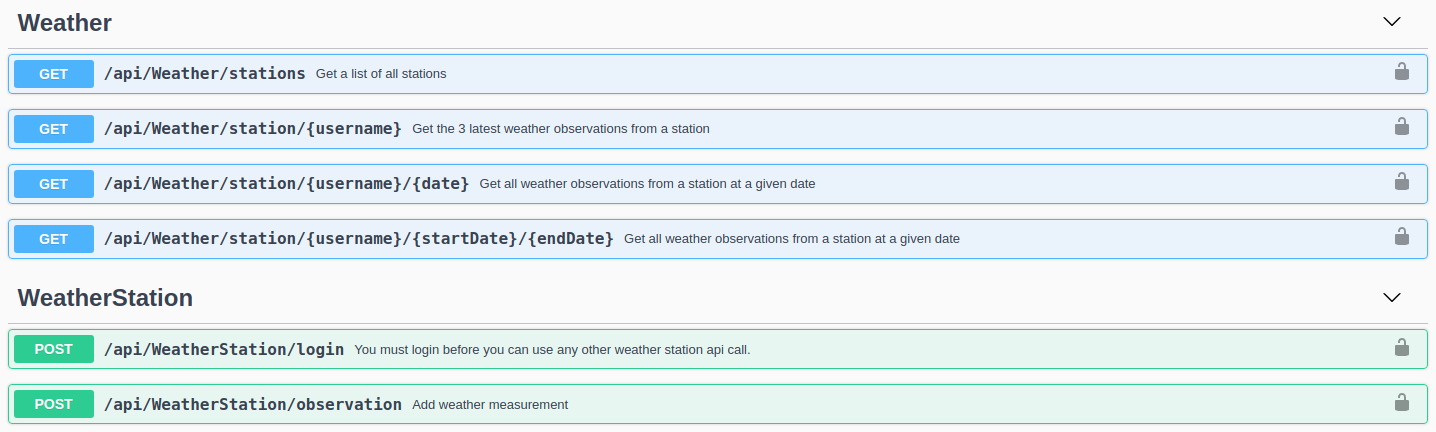 Weather
GET /api/Weather/stations Get a list of all stations
GET /api/Weather/station/{username} Get the 3 latest weather observations from a station
GET /api/Weather/station/{username}/{date} Get all weather observations from a station at a given date
GET /api/Weather/station/{username}/{startDate}/{endDate} Get all weather observations from a station at a given date
WeatherStation
POST /api/WeatherStation/login You must login before you can use any other weather station api call.
POST /api/WeatherStation/observation Add weather measurement